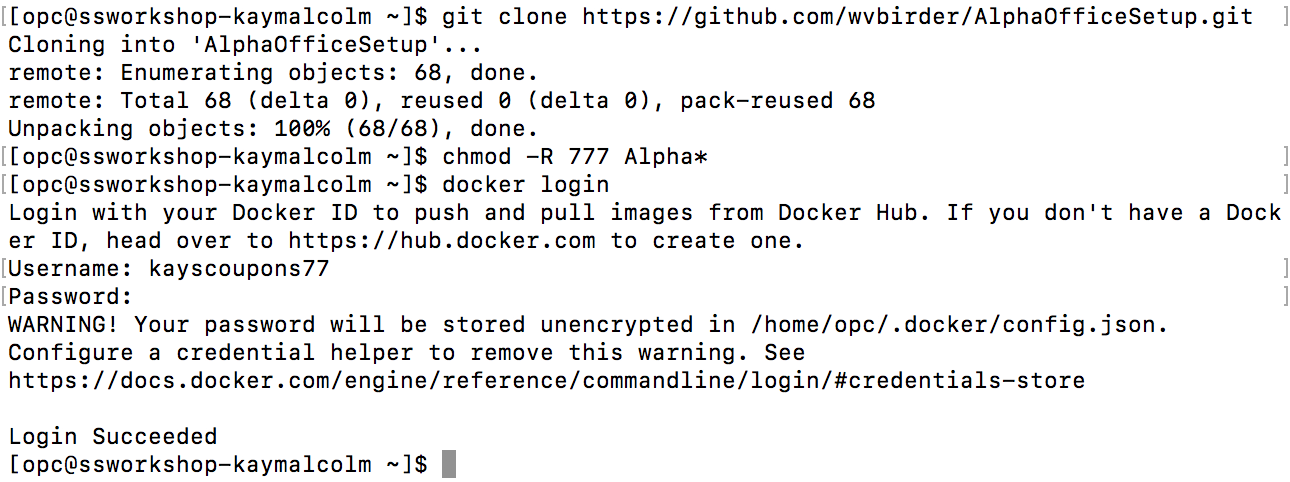 [[opc@ssworkshop-kaymalcolm ~]$ git clone https://github.com/wvbirder/AlphaOfficeSetup.git ]
Cloning into 'AlphaOfficeSetup'...
remote: Enumerating objects: 68, done.
remote: Total 68 (delta 0), reused 0 (delta 0), pack-reused 68
Unpacking objects: 100% (68/68), done.
[[opc@ssworkshop-kaymalcolm ~]$ chmod -R 777 Alpha* ]
[[opc@ssworkshop-kaymalcolm ~]$ docker login ]
Login with your Docker ID to push and pull images from Docker Hub. If you don't have a Dock
er ID, head over to https://hub.docker.com to create one.
[Username: kayscoupons77 ]
[Password: ]
WARNING! Your password will be stored unencrypted in /home/opc/.docker/config.json.
Configure a credential helper to remove this warning. See
https://docs.docker.com/engine/reference/commandline/login/#credentials-store
Login Succeeded
[opc@ssworkshop-kaymalcolm ~]$